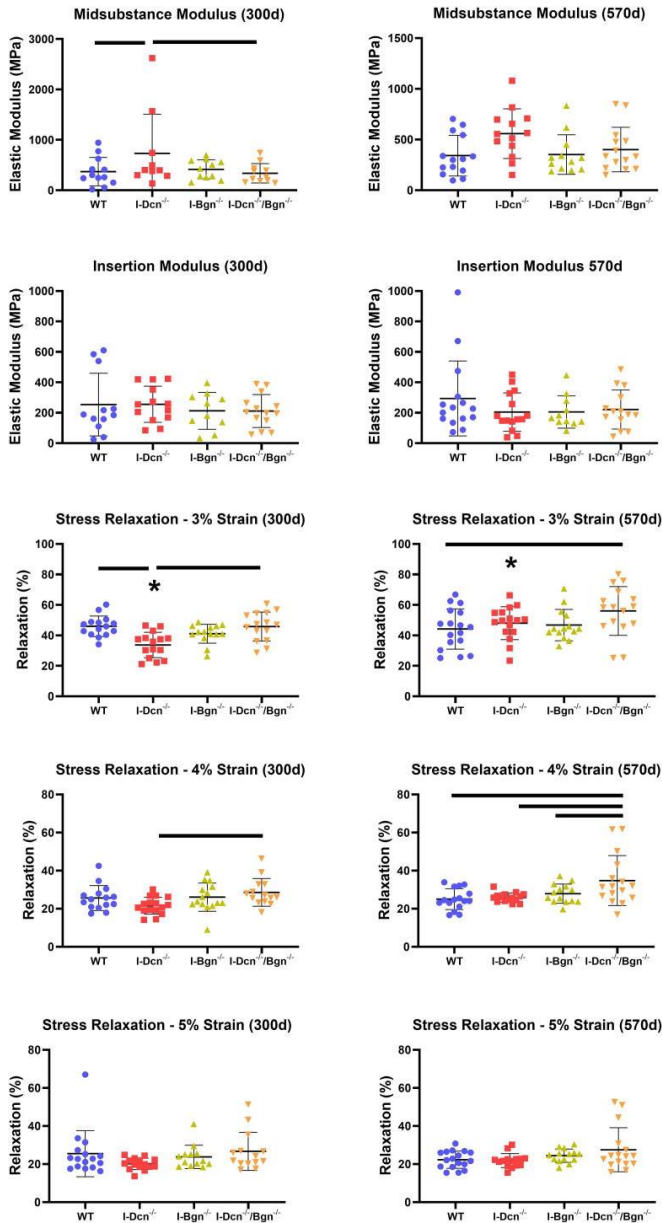 Midsubstance Modulus (300d)
Elastic Modulus (MPa)
3000
2000
1000
0
WT
I-Dcn⁻/⁻
I-Bgn⁻/⁻
I-Dcn⁻/⁻/Bgn⁻/⁻
Midsubstance Modulus (570d)
Elastic Modulus (MPa)
1500
1000
500
0
WT
I-Dcn⁻/⁻
I-Bgn⁻/⁻
I-Dcn⁻/⁻/Bgn⁻/⁻
Insertion Modulus (300d)
Elastic Modulus (MPa)
1000
800
600
400
200
0
WT
I-Dcn⁻/⁻
I-Bgn⁻/⁻
I-Dcn⁻/⁻/Bgn⁻/⁻
Insertion Modulus 570d
Elastic Modulus (MPa)
1000
800
600
400
200
0
WT
I-Dcn⁻/⁻
I-Bgn⁻/⁻
I-Dcn⁻/⁻/Bgn⁻/⁻
Stress Relaxation - 3% Strain (300d)
Relaxation (%)
100
80
60
40
20
0
*
WT
I-Dcn⁻/⁻
I-Bgn⁻/⁻
I-Dcn⁻/⁻/Bgn⁻/⁻
Stress Relaxation - 3% Strain (570d)
Relaxation (%)
100
80
60
40
20
0
*
WT
I-Dcn⁻/⁻
I-Bgn⁻/⁻
I-Dcn⁻/⁻/Bgn⁻/⁻
Stress Relaxation - 4% Strain (300d)
Relaxation (%)
80
60
40
20
0
WT
I-Dcn⁻/⁻
I-Bgn⁻/⁻
I-Dcn⁻/⁻/Bgn⁻/⁻
Stress Relaxation - 4% Strain (570d)
Relaxation (%)
80
60
40
20
0
WT
I-Dcn⁻/⁻
I-Bgn⁻/⁻
I-Dcn⁻/⁻/Bgn⁻/⁻
Stress Relaxation - 5% Strain (300d)
Relaxation (%)
80
60
40
20
0
WT
I-Dcn⁻/⁻
I-Bgn⁻/⁻
I-Dcn⁻/⁻/Bgn⁻/⁻
Stress Relaxation - 5% Strain (570d)
Relaxation (%)
80
60
40
20
0
WT
I-Dcn⁻/⁻
I-Bgn⁻/⁻
I-Dcn⁻/⁻/Bgn⁻/⁻